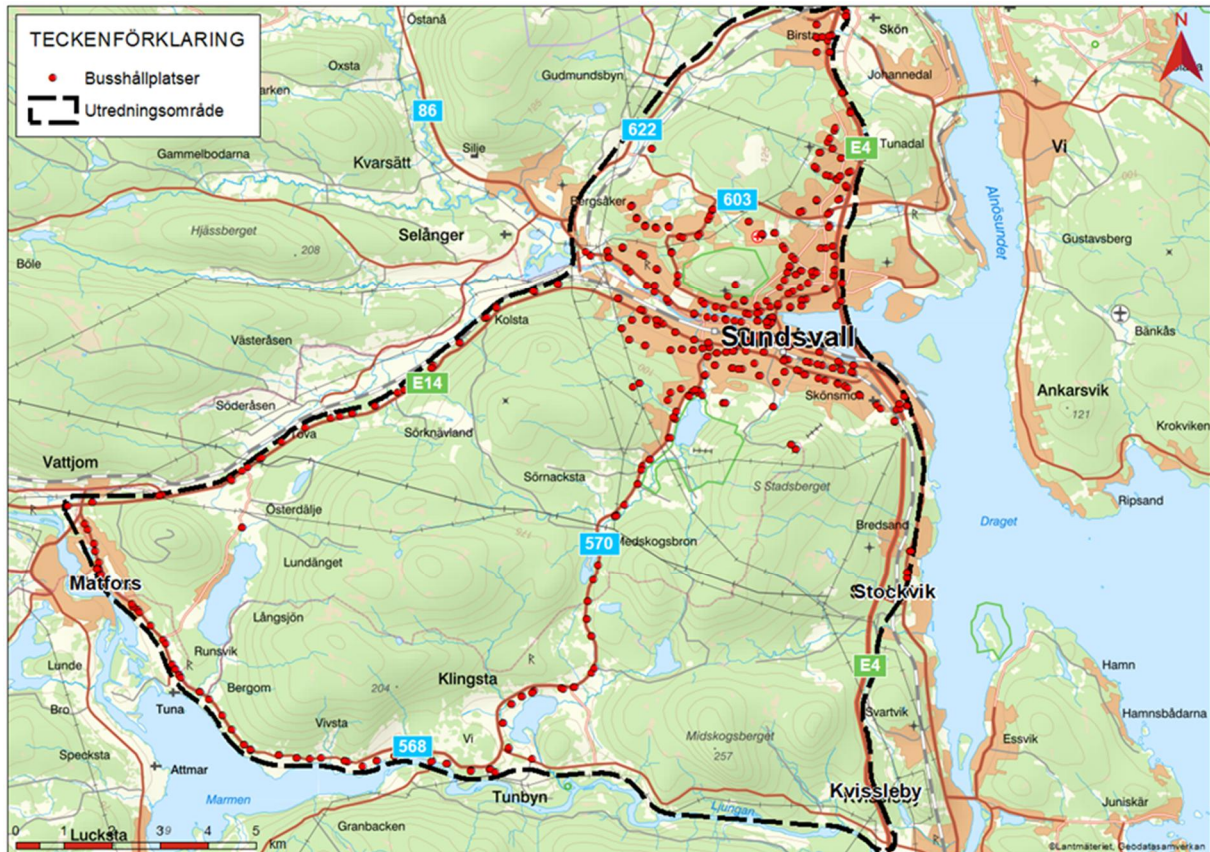 TECKENFÖRKLARING
Busshållplatser
Utredningsområde
N
Östanå
Oxsta
Gudmundsbyn
Skön
Johannedal
86
622
E4
Tunadal
Vi
Gammelbodarna
Silje
Kvarsätt
Bergsåker
603
Alnösundet
Selånger
Hjässberget
208
Böle
Gustavsberg
Bänkås
Kolsta
Västeråsen
Sundsvall
E14
Söderåsen
Sörknävland
Ankarsvik
121
Krokviken
Vattjom
Sörnacksta
S Stadsberget
Ripsand
Österdälje
Bredsand
Draget
570
Medskogsbron
Lundänget
Matfors
Stockvik
Långsjön
Lunde
Runsvik
Klingsta
E4
Hamn
Bro
Tuna
Bergom
204
Svartvik
Hamnsbådarna
Vivsta
Vi
Midskogsberget
257
Essvik
Specksta
568
Attmar
Marmen
Tunbyn
Kvissleby
Ljungan
Juniskär
Granbacken
Lucksta
0 1 2 3 4 5
km
©Lantmäteriet, Geodatasamverkan